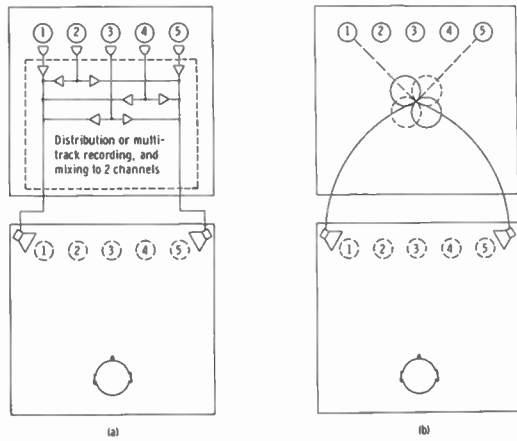 1 2 3 4 5
Distribution or multi-
track recording, and
mixing to 2 channels
1 2 3 4 5
(a)
1 2 3 4 5
1 2 3 4 5
(b)